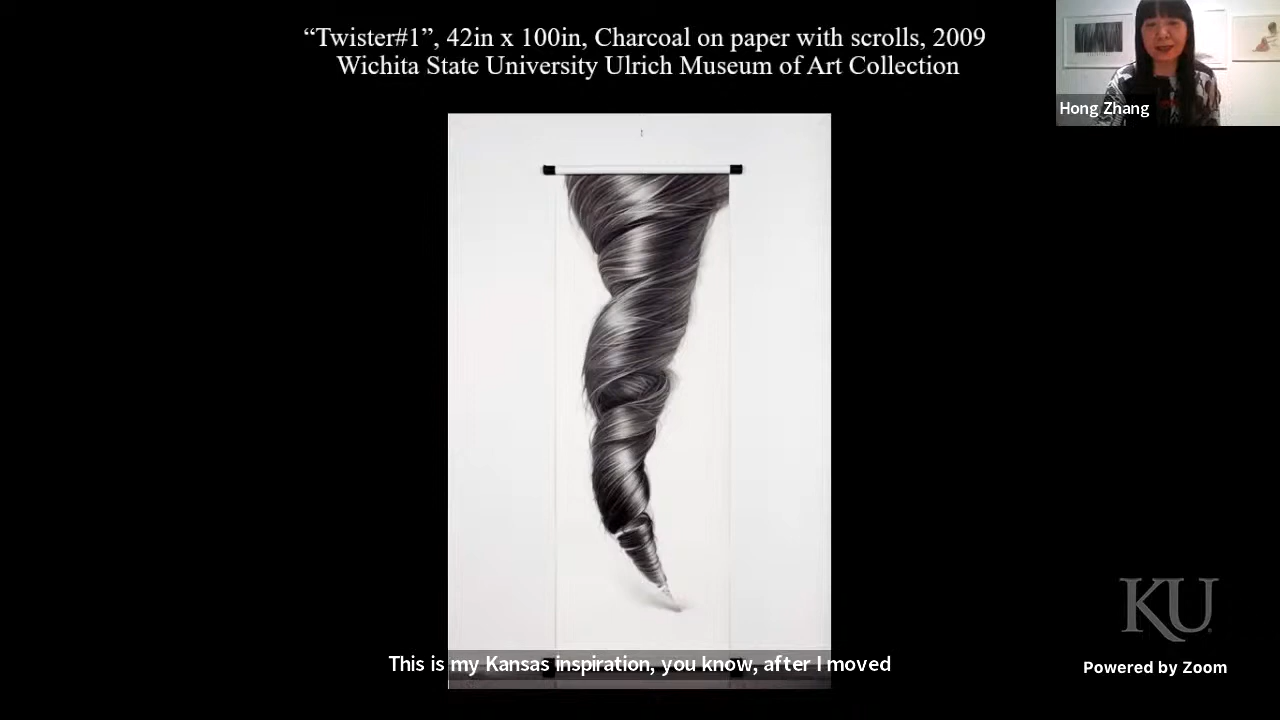 “Twister#1”, 42in x 100in, Charcoal on paper with scrolls, 2009
Wichita State University Ulrich Museum of Art Collection
Hong Zhang
This is my Kansas inspiration, you know, after I moved
KU
Powered by Zoom